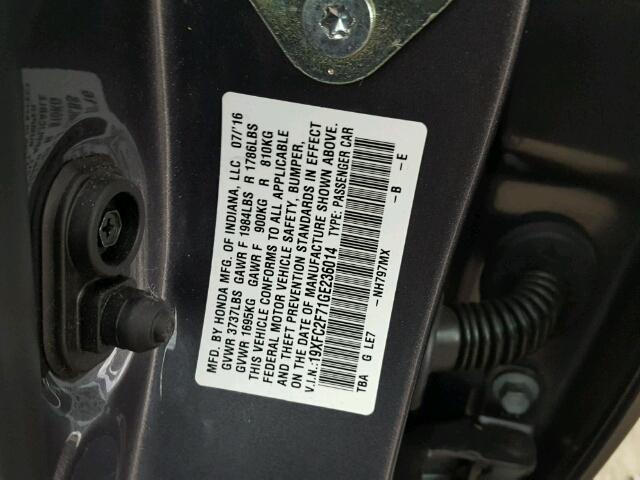 MFD. BY HONDA MFG. OF INDIANA, LLC 07/16
GVWR 3737LBS GAWR F 1984LBS R 1786LBS
GVWR 1695KG GAWR F 900KG R 810KG
THIS VEHICLE CONFORMS TO ALL APPLICABLE
FEDERAL MOTOR VEHICLE SAFETY, BUMPER,
AND THEFT PREVENTION STANDARDS IN EFFECT
ON THE DATE OF MANUFACTURE SHOWN ABOVE.
V.I.N.:19XFC2F71GE236014 TYPE: PASSENGER CAR
-NH797MX -B -E
TBA G LE7